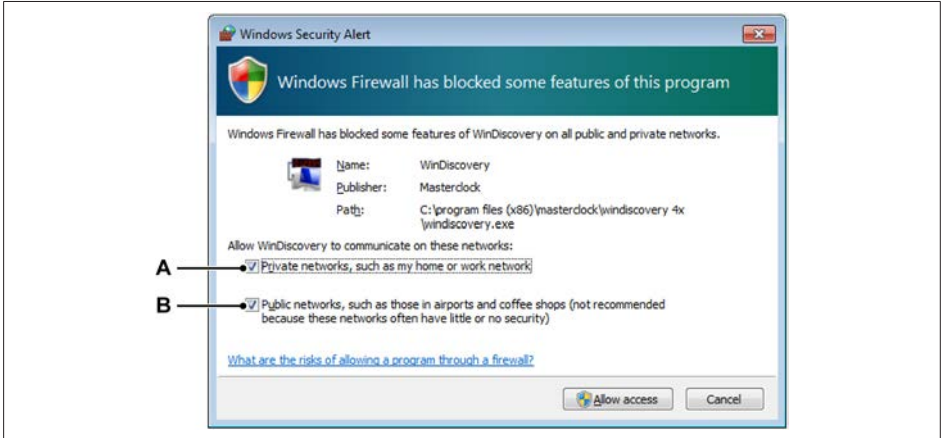 Windows Security Alert
Windows Firewall has blocked some features of this program
Windows Firewall has blocked some features of WinDiscovery on all public and private networks.
Name: WinDiscovery
Publisher: Masterclock
Path: C:\program files (x86)\masterclock\windiscovery 4x
\windiscovery.exe
Allow WinDiscovery to communicate on these networks:
A Private networks, such as my home or work network
B Public networks, such as those in airports and coffee shops (not recommended
because these networks often have little or no security)
What are the risks of allowing a program through a firewall?
Allow access Cancel